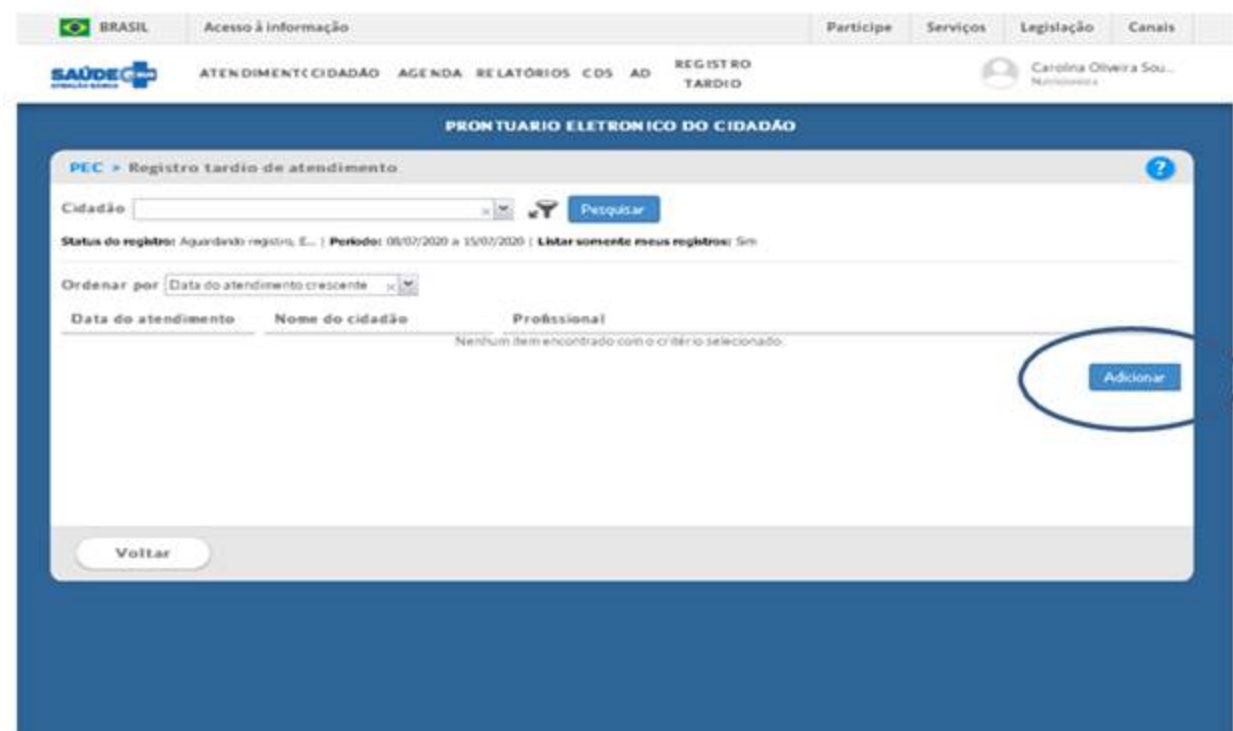 BRASIL Acesso à informação Participe Serviços Legislação Canais
SAÚDE ATENDIMENTO CIDADÃO AGENDA RELATÓRIOS CDS AD REGISTRO TARDIO Carolina Oliveira Sou...
Nutricionista
PRONTUARIO ELETRONICO DO CIDADÃO
PEC > Registro tardio de atendimento ?
Cidadão Pesquisar
Status do registro: Aguardando registro, E... | Período: 08/07/2020 a 15/07/2020 | Listar somente meus registros: Sim
Ordenar por Data do atendimento crescente
Data do atendimento Nome do cidadão Profissional
Nenhum item encontrado com o critério selecionado.
Adicionar
Voltar